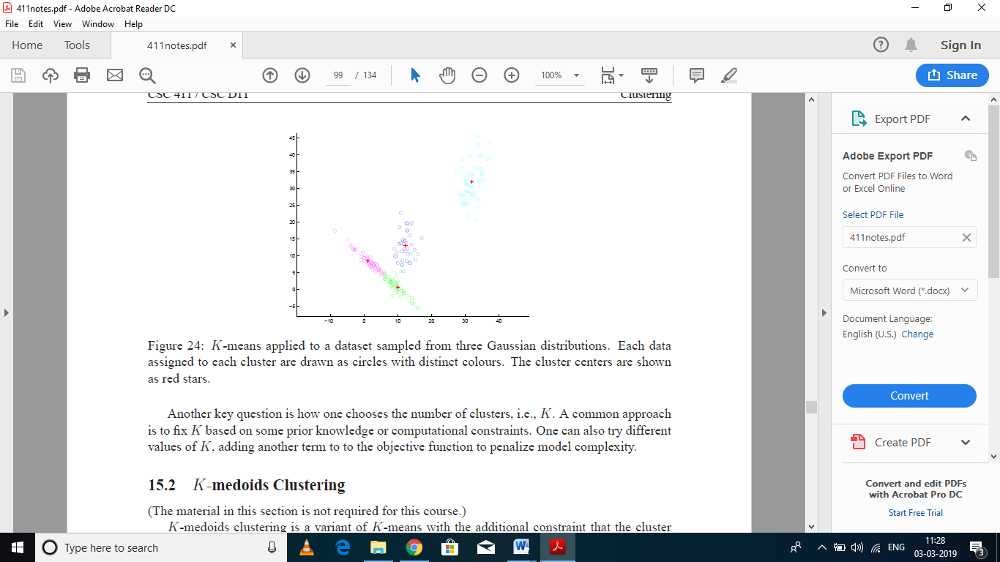 411notes.pdf - Adobe Acrobat Reader DC
File Edit View Window Help
Home Tools 411notes.pdf × Sign In
99 / 134 100% Share
CSC 411 / CSC D11 Clustering
45
40
35
30
25
20
15
10
5
0
−5
−10 0 10 20 30 40
Figure 24: K-means applied to a dataset sampled from three Gaussian distributions. Each data
assigned to each cluster are drawn as circles with distinct colours. The cluster centers are shown
as red stars.
Another key question is how one chooses the number of clusters, i.e., K. A common approach
is to fix K based on some prior knowledge or computational constraints. One can also try different
values of K, adding another term to to the objective function to penalize model complexity.
15.2 K-medoids Clustering
(The material in this section is not required for this course.)
K-medoids clustering is a variant of K-means with the additional constraint that the cluster
Export PDF
Adobe Export PDF
Convert PDF Files to Word
or Excel Online
Select PDF File
411notes.pdf
Convert to
Microsoft Word (*.docx)
Document Language:
English (U.S.) Change
Convert
Create PDF
Convert and edit PDFs
with Acrobat Pro DC
Start Free Trial
Type here to search
ENG
11:28
03-03-2019
3